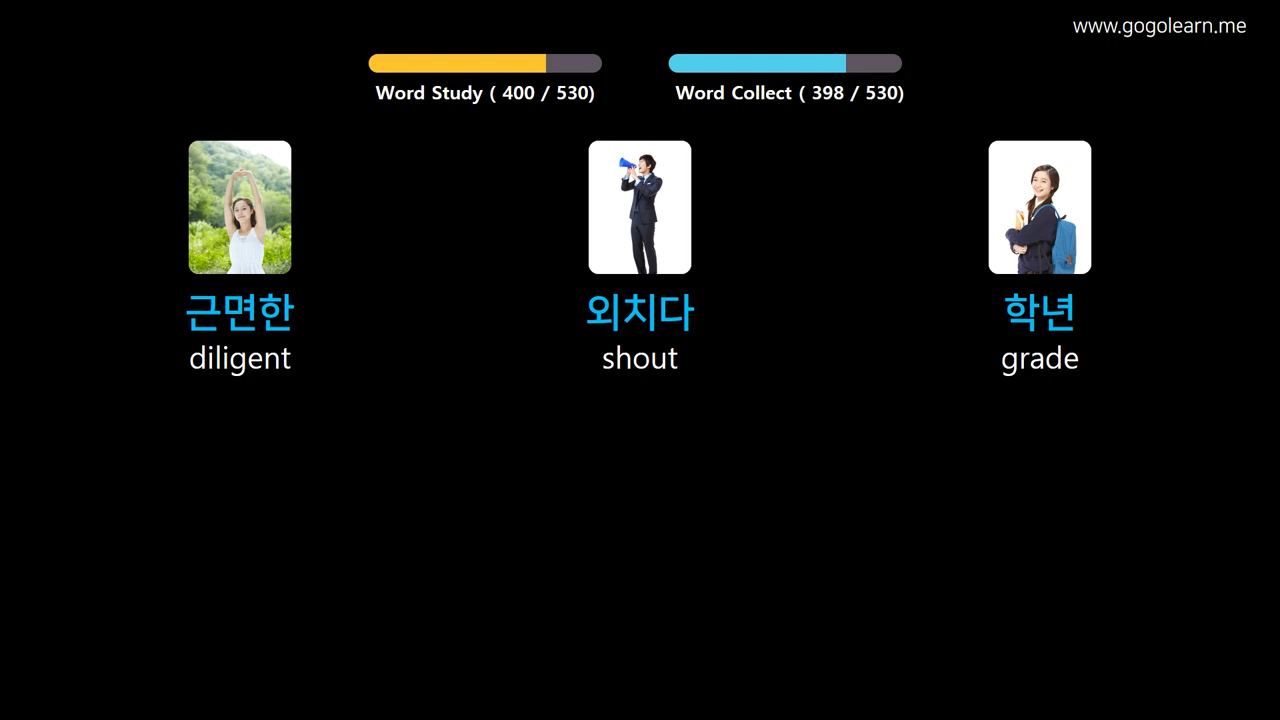 www.gogolearn.me
Word Study ( 400 / 530)
Word Collect ( 398 / 530)
근면한
외치다
학년
diligent
shout
grade